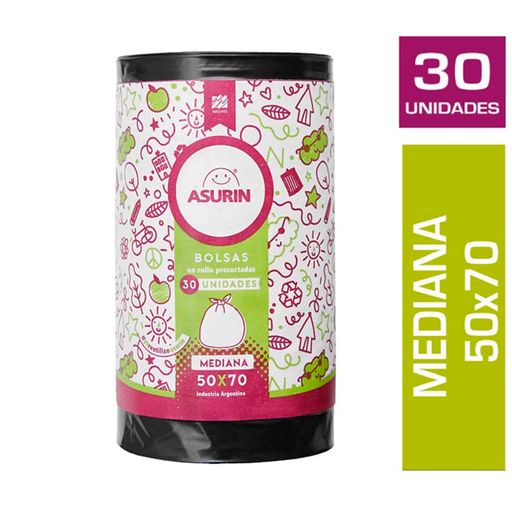 ASURIN
BOLSAS
en rollo precortadas
30 UNIDADES
MEDIANA
50X70
Industria Argentina
30
UNIDADES
MEDIANA
50x70